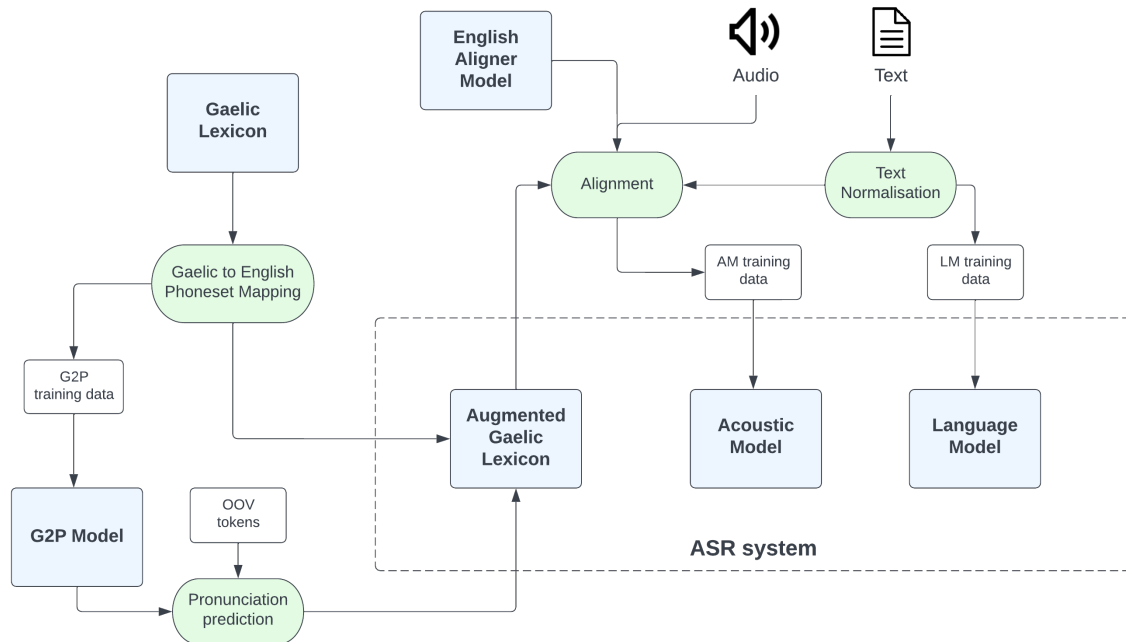 English
Aligner
Model
Audio
Text
Gaelic
Lexicon
Alignment
Text
Normalisation
Gaelic to English
Phoneset Mapping
AM training
data
LM training
data
G2P
training data
Augmented
Gaelic
Lexicon
Acoustic
Model
Language
Model
G2P Model
OOV
tokens
ASR system
Pronunciation
prediction